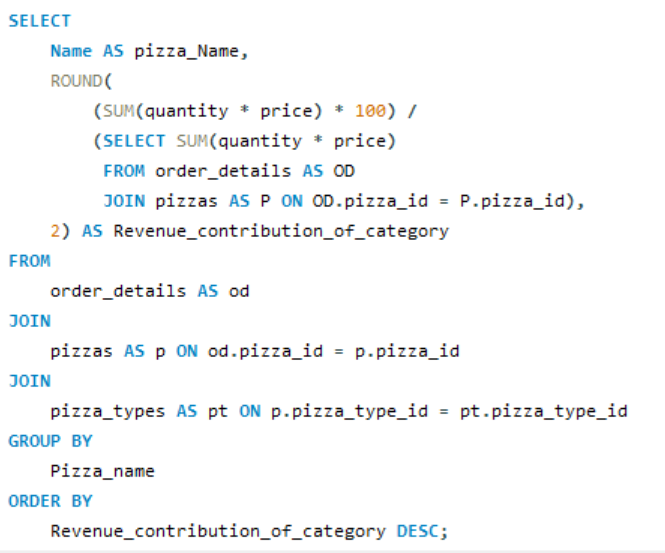 SELECT
    Name AS pizza_Name,
    ROUND(
        (SUM(quantity * price) * 100) /
        (SELECT SUM(quantity * price)
         FROM order_details AS OD
         JOIN pizzas AS P ON OD.pizza_id = P.pizza_id),
    2) AS Revenue_contribution_of_category
FROM
    order_details AS od
JOIN
    pizzas AS p ON od.pizza_id = p.pizza_id
JOIN
    pizza_types AS pt ON p.pizza_type_id = pt.pizza_type_id
GROUP BY
    Pizza_name
ORDER BY
    Revenue_contribution_of_category DESC;